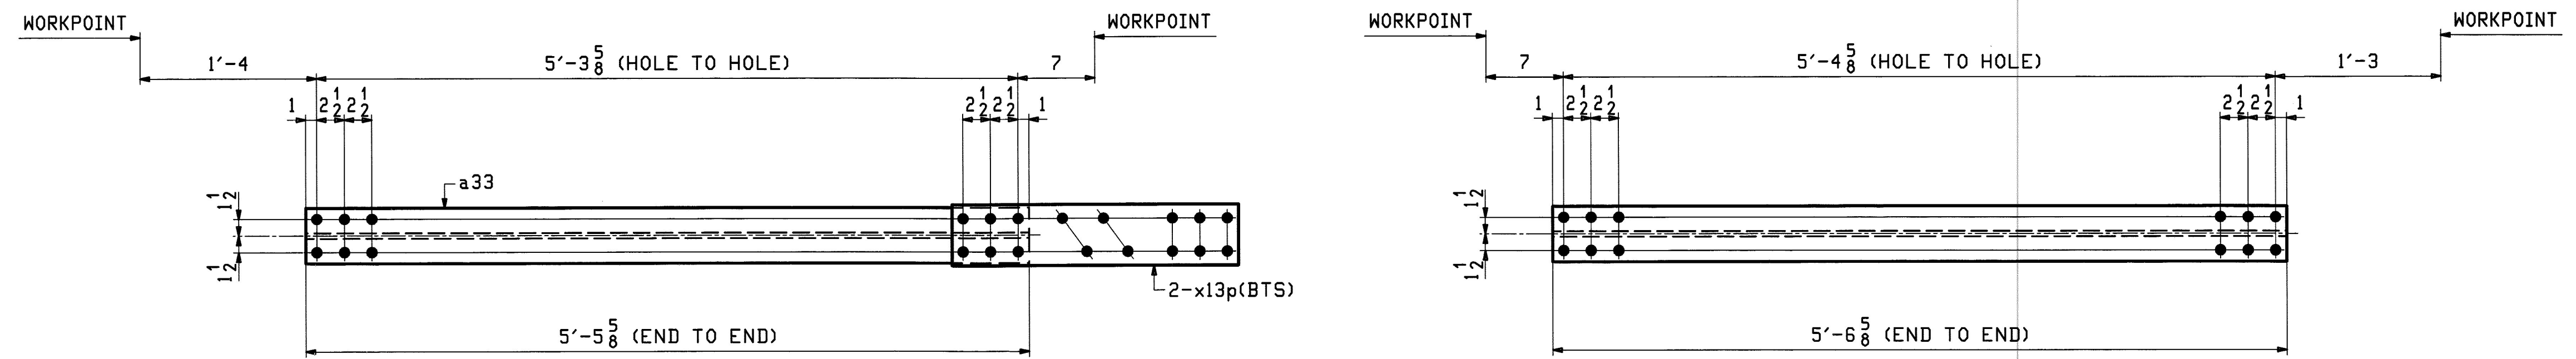 WORKPOINT
WORKPOINT
1′-4
5′-3 5/8 (HOLE TO HOLE)
7
1
2 1/2
2 1/2
2 1/2
2 1/2
1
a33
1 1/2
1 1/2
2-x13p(BTS)
5′-5 5/8 (END TO END)
WORKPOINT
WORKPOINT
7
5′-4 5/8 (HOLE TO HOLE)
1′-3
1
2 1/2
2 1/2
2 1/2
2 1/2
1
1 1/2
1 1/2
5′-6 5/8 (END TO END)